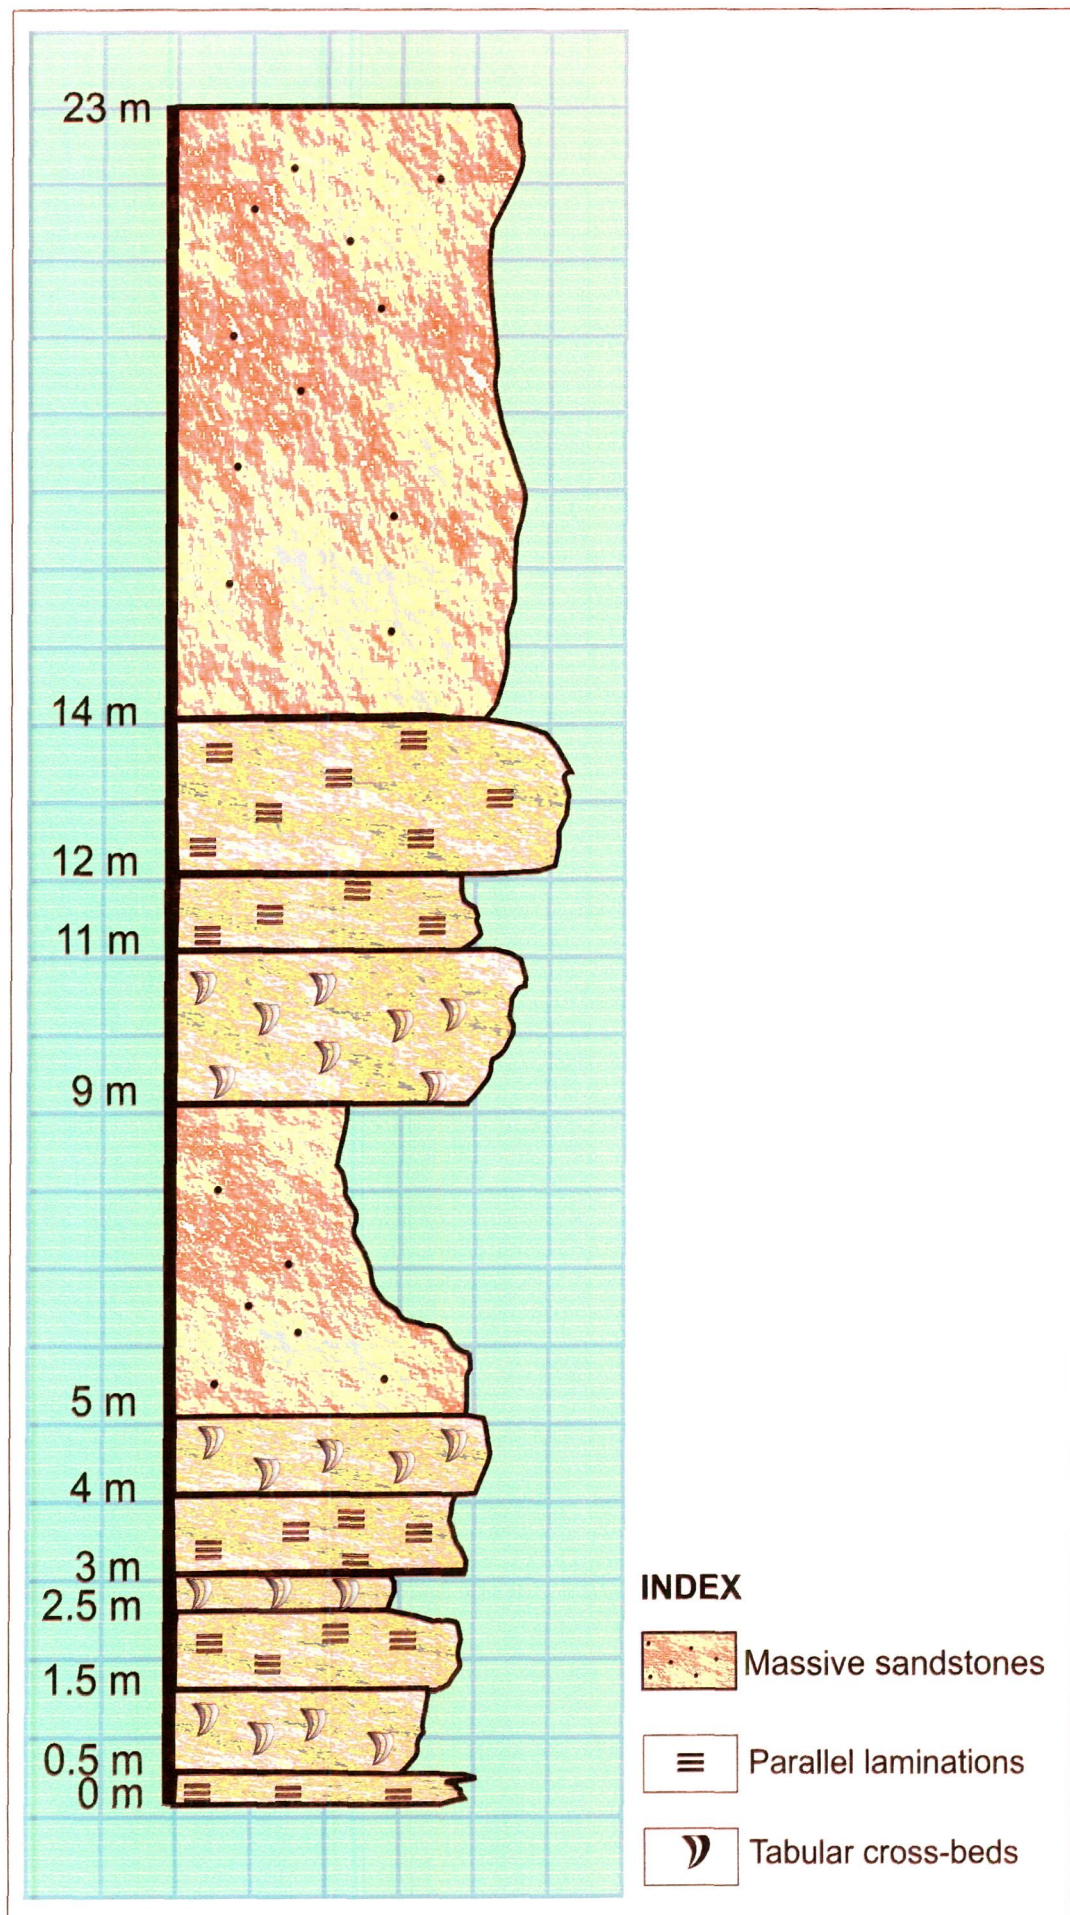 23 m
14 m
12 m
11 m
9 m
5 m
4 m
3 m
2.5 m
1.5 m
0.5 m
0 m
INDEX
Massive sandstones
Parallel laminations
Tabular cross-beds